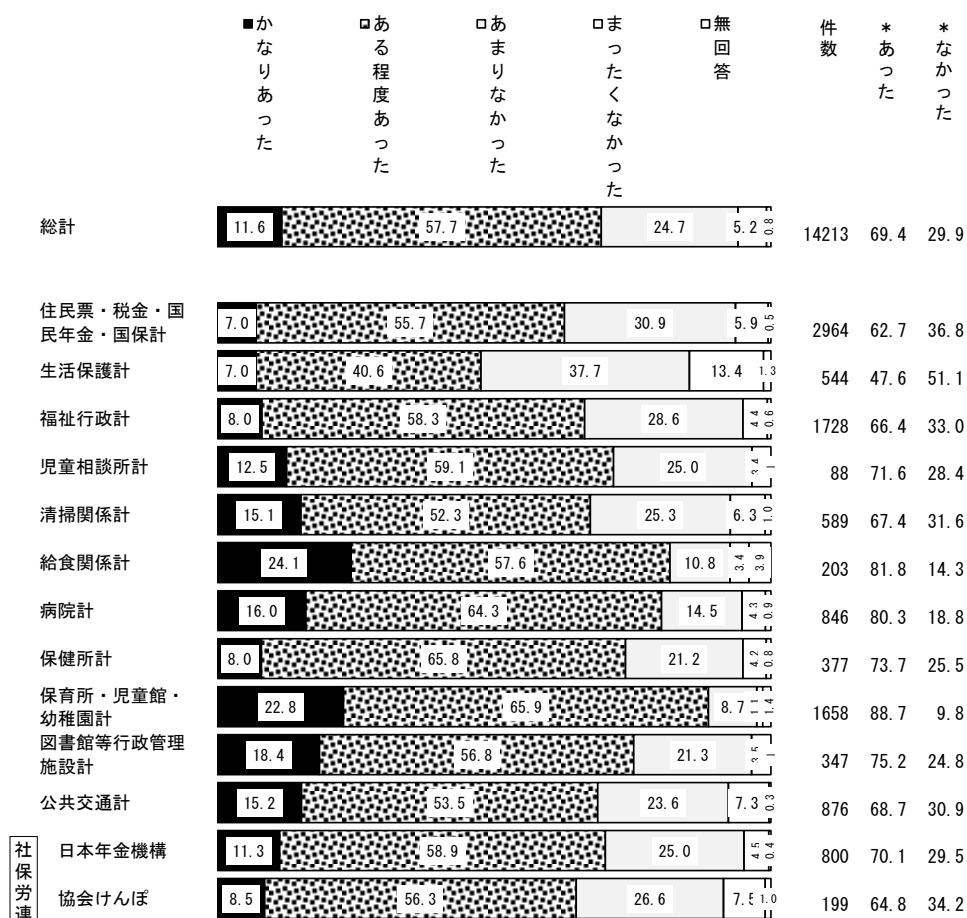 ■かなりあった
ある程度あった
□あまりなかった
□まったくなかった
□無回答
件数
*あった
*なかった
総計 11.6 57.7 24.7 5.2 0.8 14213 69.4 29.9
住民票・税金・国
民年金・国保計 7.0 55.7 30.9 5.9 0.5 2964 62.7 36.8
生活保護計 7.0 40.6 37.7 13.4 1.3 544 47.6 51.1
福祉行政計 8.0 58.3 28.6 4.4 0.6 1728 66.4 33.0
児童相談所計 12.5 59.1 25.0 3.4 － 88 71.6 28.4
清掃関係計 15.1 52.3 25.3 6.3 1.0 589 67.4 31.6
給食関係計 24.1 57.6 10.8 3.4 3.9 203 81.8 14.3
病院計 16.0 64.3 14.5 4.3 0.9 846 80.3 18.8
保健所計 8.0 65.8 21.2 4.2 0.8 377 73.7 25.5
保育所・児童館・
幼稚園計 22.8 65.9 8.7 1.1 1.4 1658 88.7 9.8
図書館等行政管理
施設計 18.4 56.8 21.3 3.5 － 347 75.2 24.8
公共交通計 15.2 53.5 23.6 7.3 0.3 876 68.7 30.9
社保労連
日本年金機構 11.3 58.9 25.0 4.5 0.4 800 70.1 29.5
協会けんぽ 8.5 56.3 26.6 7.5 1.0 199 64.8 34.2